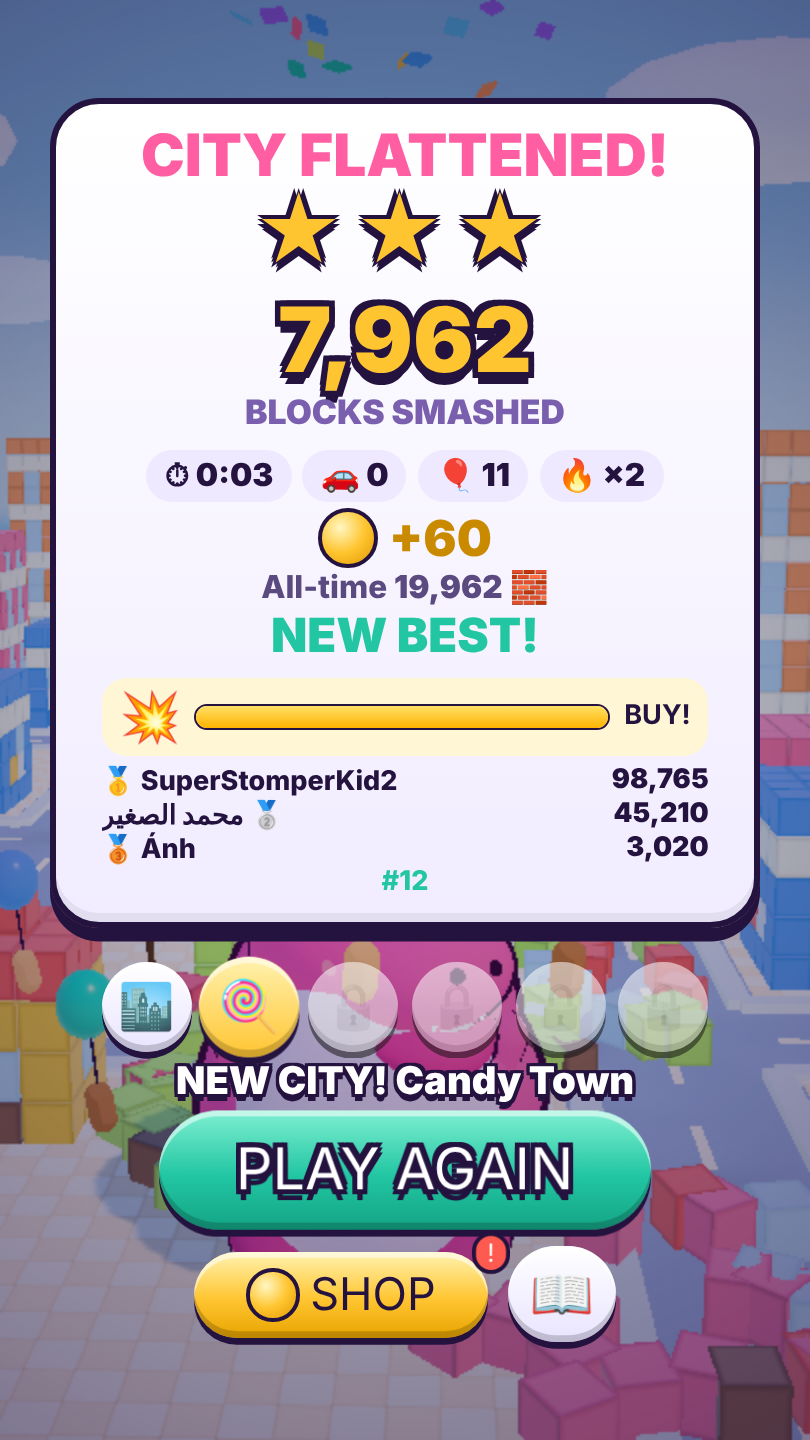 CITY FLATTENED!
7,962
BLOCKS SMASHED
0:03 0 11 ×2
+60
All-time 19,962
NEW BEST!
BUY!
SuperStomperKid2 98,765
محمد الصغير 45,210
Ánh 3,020
#12
NEW CITY! Candy Town
PLAY AGAIN
!
SHOP